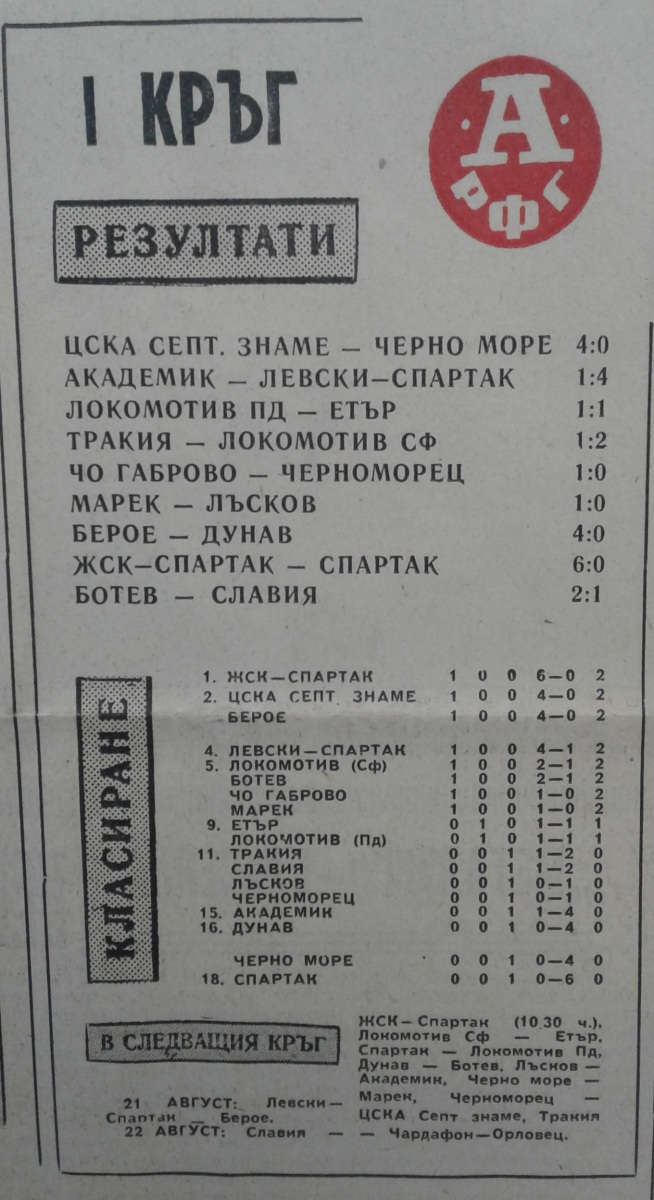 I КРЪГ
·А·
РФГ
РЕЗУЛТАТИ
ЦСКА СЕПТ. ЗНАМЕ — ЧЕРНО МОРЕ 4:0
АКАДЕМИК — ЛЕВСКИ—СПАРТАК 1:4
ЛОКОМОТИВ ПД — ЕТЪР 1:1
ТРАКИЯ — ЛОКОМОТИВ СФ 1:2
ЧО ГАБРОВО — ЧЕРНОМОРЕЦ 1:0
МАРЕК — ЛЪСКОВ 1:0
БЕРОЕ — ДУНАВ 4:0
ЖСК—СПАРТАК — СПАРТАК 6:0
БОТЕВ — СЛАВИЯ 2:1
КЛАСИРАНЕ
1. ЖСК—СПАРТАК 1 0 0 6—0 2
2. ЦСКА СЕПТ. ЗНАМЕ 1 0 0 4—0 2
БЕРОЕ 1 0 0 4—0 2
4. ЛЕВСКИ—СПАРТАК 1 0 0 4—1 2
5. ЛОКОМОТИВ (Сф) 1 0 0 2—1 2
БОТЕВ 1 0 0 2—1 2
ЧО ГАБРОВО 1 0 0 1—0 2
МАРЕК 1 0 0 1—0 2
9. ЕТЪР 0 1 0 1—1 1
ЛОКОМОТИВ (Пд) 0 1 0 1—1 1
11. ТРАКИЯ 0 0 1 1—2 0
СЛАВИЯ 0 0 1 1—2 0
ЛЪСКОВ 0 0 1 0—1 0
ЧЕРНОМОРЕЦ 0 0 1 0—1 0
15. АКАДЕМИК 0 0 1 1—4 0
16. ДУНАВ 0 0 1 0—4 0
ЧЕРНО МОРЕ 0 0 1 0—4 0
18. СПАРТАК 0 0 1 0—6 0
В СЛЕДВАЩИЯ КРЪГ
21 АВГУСТ: Левски—
Спартак — Берое.
22 АВГУСТ: Славия —
ЖСК—Спартак (10,30 ч.),
Локомотив Сф — Етър,
Спартак — Локомотив Пд,
Дунав — Ботев, Лъсков —
Академик, Черно море —
Марек, Черноморец —
ЦСКА Септ знаме, Тракия
— Чардафон—Орловец.